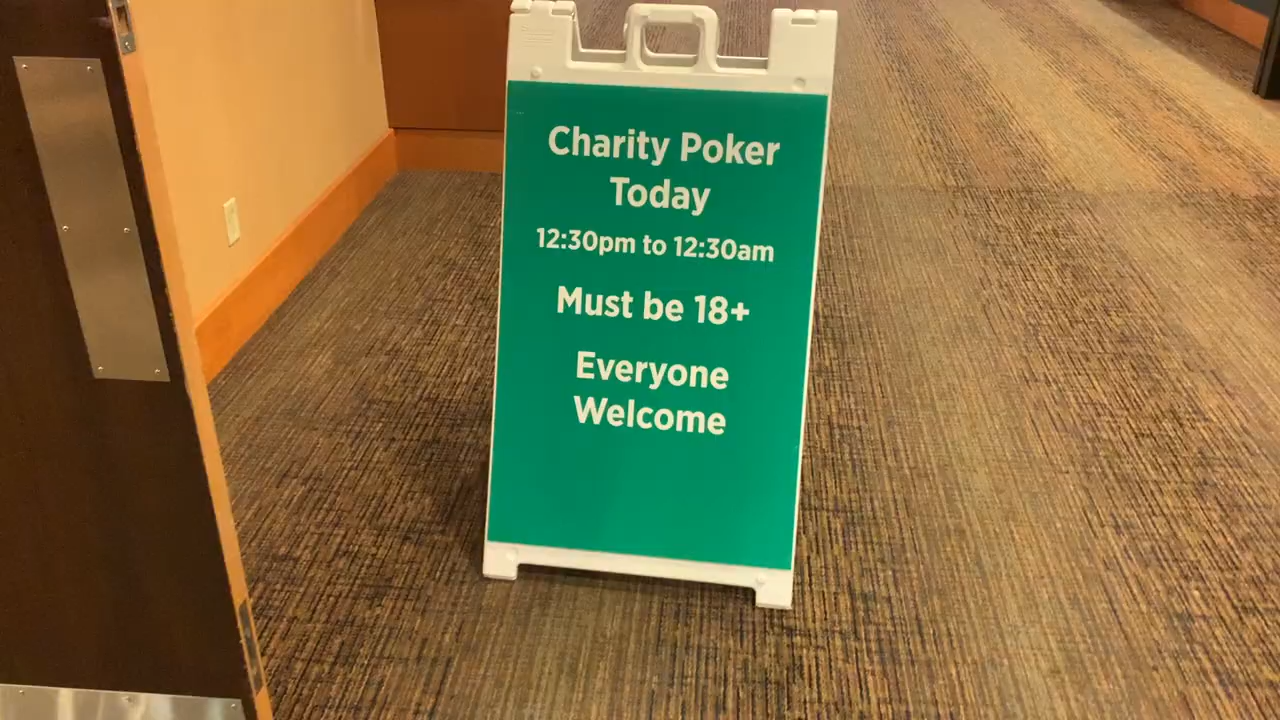 Charity Poker
Today
12:30pm to 12:30am
Must be 18+
Everyone
Welcome